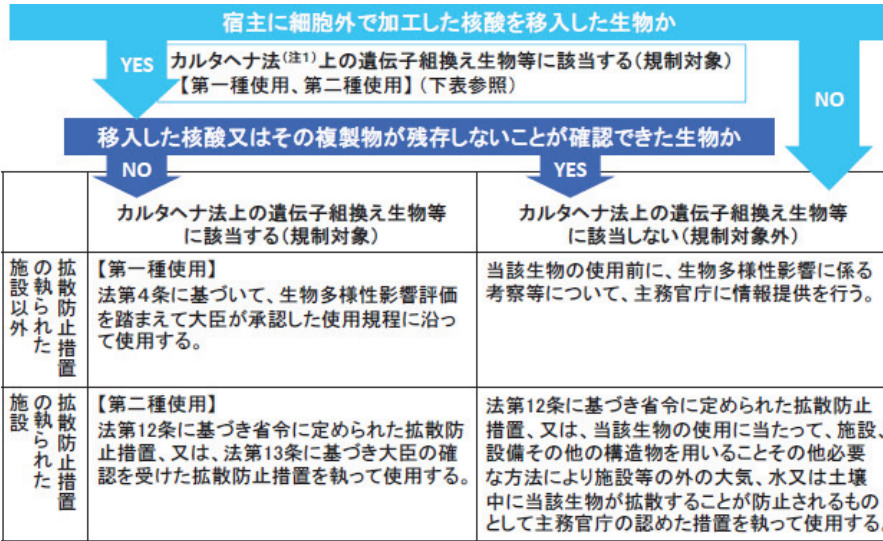 宿主に細胞外で加工した核酸を移入した生物か
YES
カルタヘナ法(注1)上の遺伝子組換え生物等に該当する(規制対象)
【第一種使用、第二種使用】(下表参照)
NO
移入した核酸又はその複製物が残存しないことが確認できた生物か
NO
YES
カルタヘナ法上の遺伝子組換え生物等
に該当する(規制対象)
カルタヘナ法上の遺伝子組換え生物等
に該当しない(規制対象外)
拡散防止措置
の執られた
施設以外
【第一種使用】
法第4条に基づいて、生物多様性影響評価
を踏まえて大臣が承認した使用規程に沿っ
て使用する。
当該生物の使用前に、生物多様性影響に係る
考察等について、主務官庁に情報提供を行う。
拡散防止措置
の執られた
施設
【第二種使用】
法第12条に基づき省令に定められた拡散防
止措置、又は、法第13条に基づき大臣の確
認を受けた拡散防止措置を執って使用する。
法第12条に基づき省令に定められた拡散防止
措置、又は、当該生物の使用に当たって、施設、
設備その他の構造物を用いることその他必要
な方法により施設等の外の大気、水又は土壌
中に当該生物が拡散することが防止されるもの
として主務官庁の認めた措置を執って使用する。